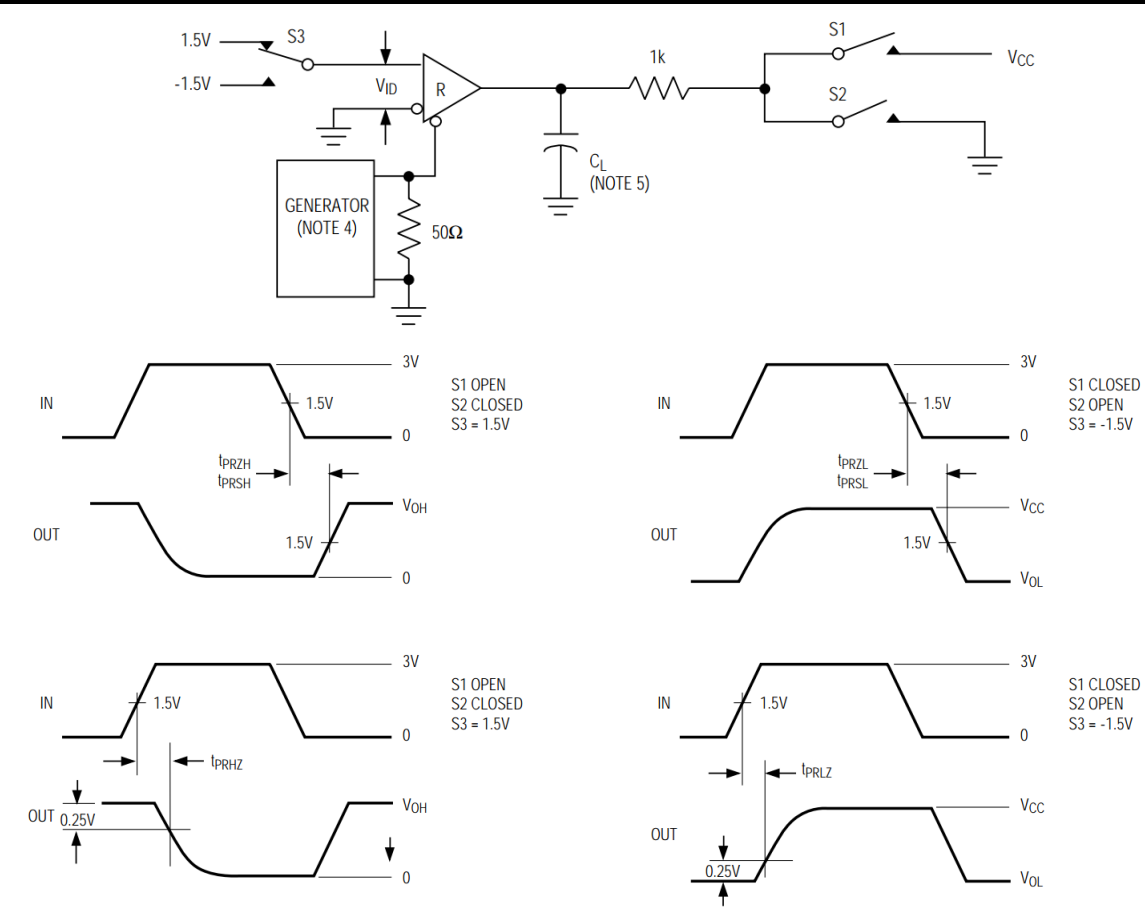 1.5V
S3
-1.5V
VID
R
1k
S1
VCC
S2
CL
(NOTE 5)
GENERATOR
(NOTE 4)
50Ω
IN
3V
1.5V
0
S1 OPEN
S2 CLOSED
S3 = 1.5V
tPRZH
tPRSH
OUT
VOH
1.5V
0
IN
3V
1.5V
0
S1 CLOSED
S2 OPEN
S3 = -1.5V
tPRZL
tPRSL
OUT
VCC
1.5V
VOL
IN
3V
1.5V
0
S1 OPEN
S2 CLOSED
S3 = 1.5V
tPRHZ
OUT
0.25V
VOH
0
IN
3V
1.5V
0
S1 CLOSED
S2 OPEN
S3 = -1.5V
tPRLZ
OUT
VCC
0.25V
VOL